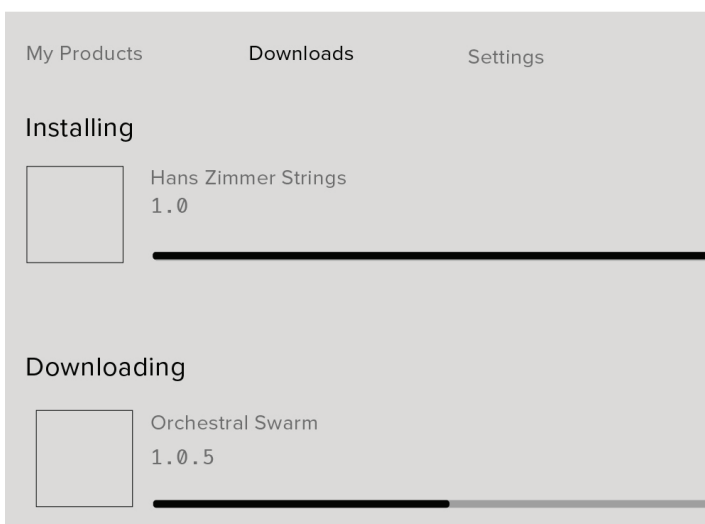 My Products
Downloads
Settings
Installing
Hans Zimmer Strings
1.0
Downloading
Orchestral Swarm
1.0.5